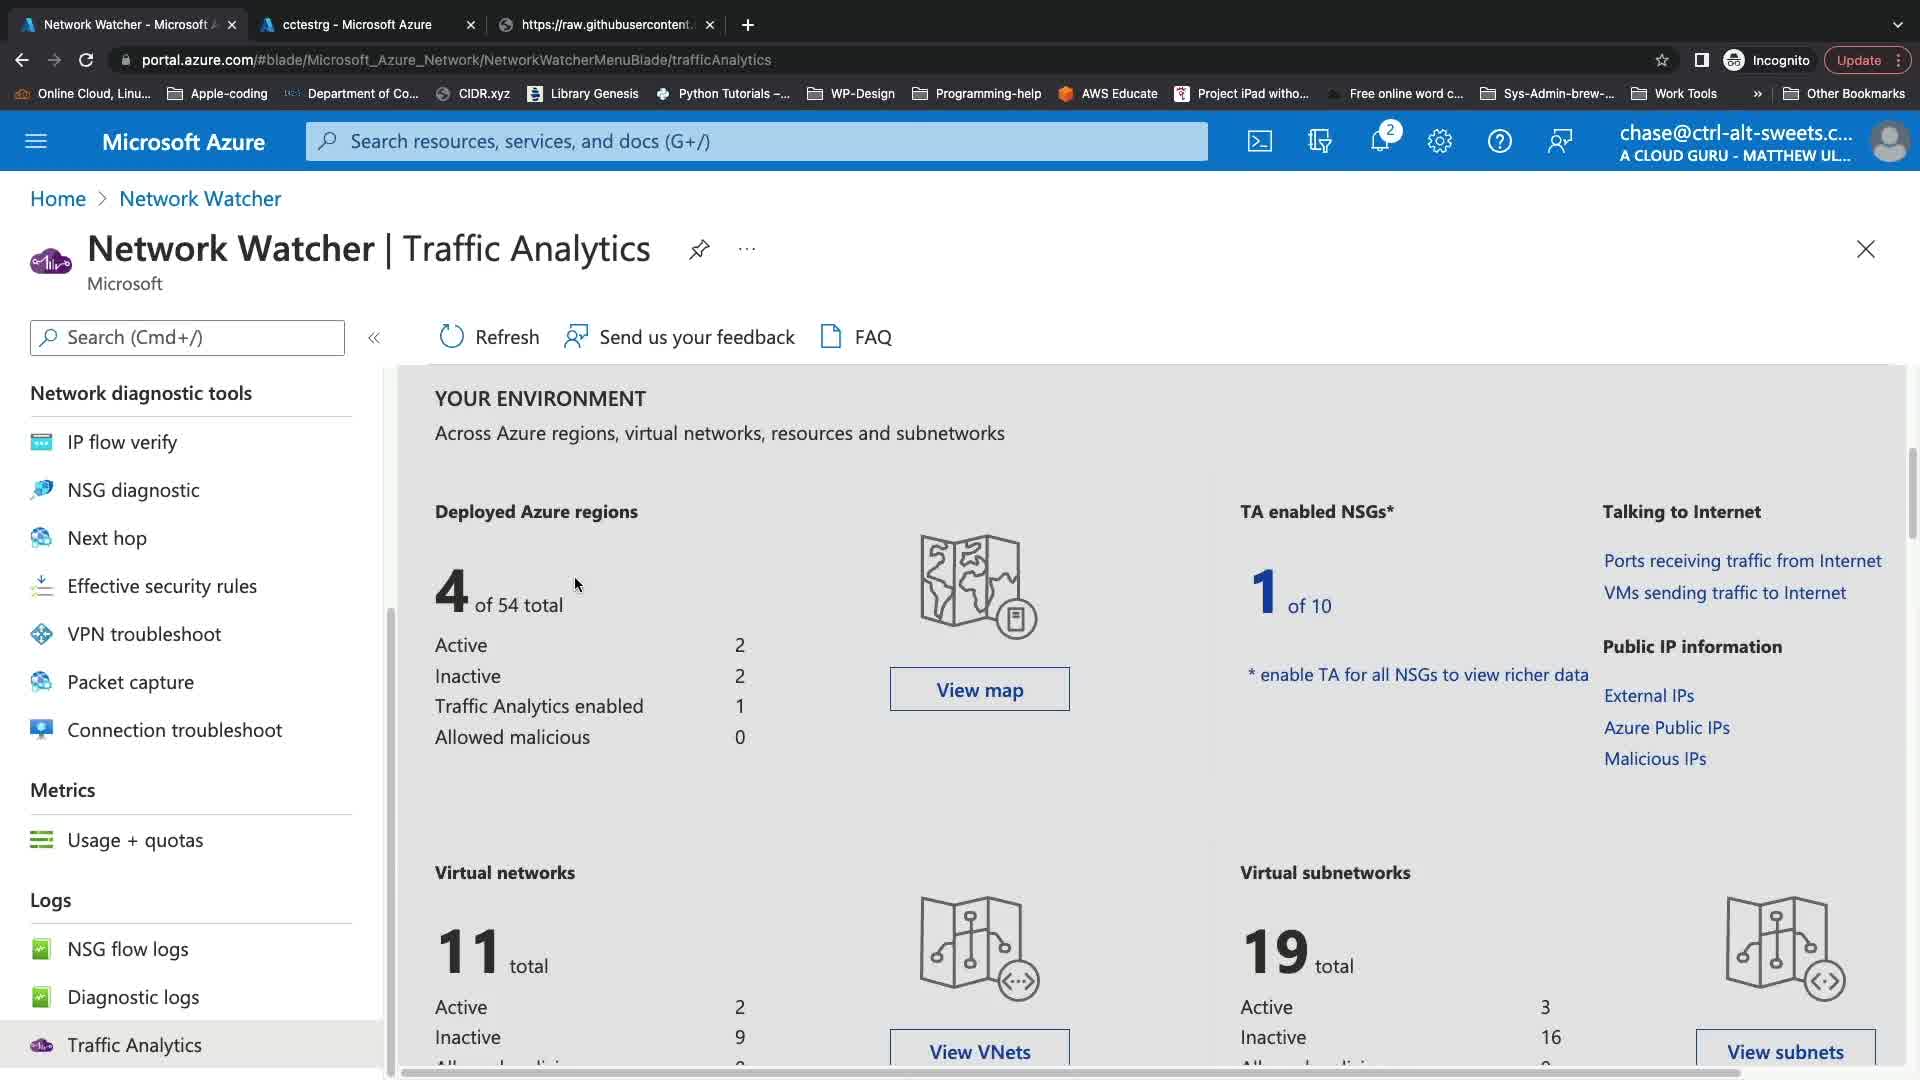 Network Watcher - Microsoft A
cctestrg - Microsoft Azure
https://raw.githubusercontent.
portal.azure.com/#blade/Microsoft_Azure_Network/NetworkWatcherMenuBlade/trafficAnalytics
Incognito
Update
Online Cloud, Linu...
Apple-coding
Department of Co...
CIDR.xyz
Library Genesis
Python Tutorials –...
WP-Design
Programming-help
AWS Educate
Project iPad witho...
Free online word c...
Sys-Admin-brew-...
Work Tools
»
Other Bookmarks
Microsoft Azure
Search resources, services, and docs (G+/)
2
chase@ctrl-alt-sweets.c...
A CLOUD GURU - MATTHEW UL...
Home > Network Watcher
Network Watcher | Traffic Analytics
...
Microsoft
Search (Cmd+/)
«
Refresh
Send us your feedback
FAQ
Network diagnostic tools
IP flow verify
NSG diagnostic
Next hop
Effective security rules
VPN troubleshoot
Packet capture
Connection troubleshoot
Metrics
Usage + quotas
Logs
NSG flow logs
Diagnostic logs
Traffic Analytics
YOUR ENVIRONMENT
Across Azure regions, virtual networks, resources and subnetworks
Deployed Azure regions
4 of 54 total
Active 2
Inactive 2
Traffic Analytics enabled 1
Allowed malicious 0
View map
TA enabled NSGs*
1 of 10
* enable TA for all NSGs to view richer data
Talking to Internet
Ports receiving traffic from Internet
VMs sending traffic to Internet
Public IP information
External IPs
Azure Public IPs
Malicious IPs
Virtual networks
11 total
Active 2
Inactive 9
View VNets
Virtual subnetworks
19 total
Active 3
Inactive 16
View subnets